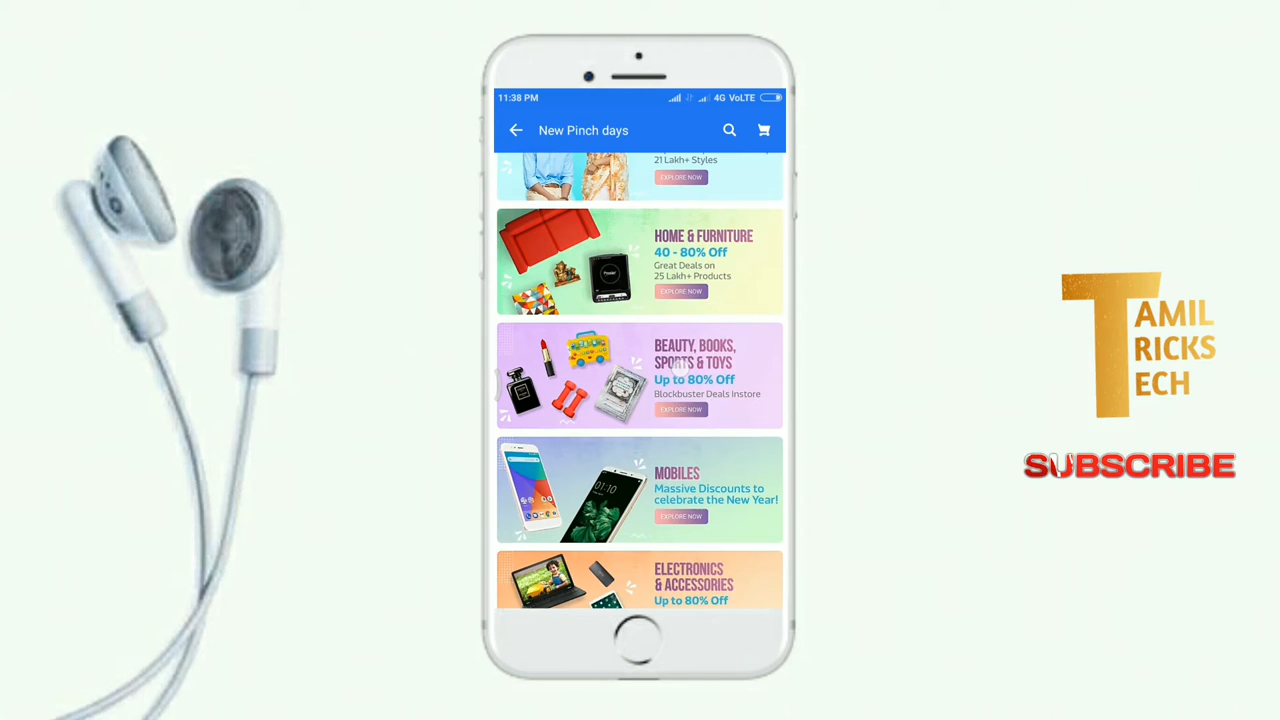 11:38 PM
4G VoLTE
New Pinch days
21 Lakh+ Styles
EXPLORE NOW
HOME & FURNITURE
40 - 80% Off
Great Deals on
25 Lakh+ Products
EXPLORE NOW
BEAUTY, BOOKS,
SPORTS & TOYS
Up to 80% Off
Blockbuster Deals Instore
EXPLORE NOW
MOBILES
Massive Discounts to
celebrate the New Year!
EXPLORE NOW
01:10
ELECTRONICS
& ACCESSORIES
Up to 80% Off
TAMIL
TRICKS
TECH
SUBSCRIBE